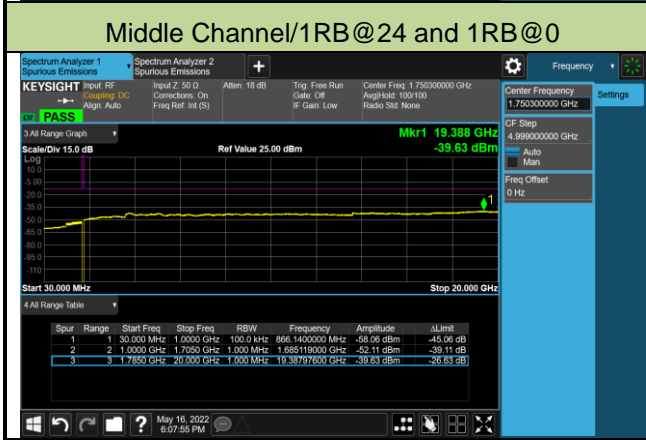 Middle Channel/1RB@24 and 1RB@0
Spectrum Analyzer 1
Spurious Emissions
Spectrum Analyzer 2
Spurious Emissions
+
Frequency
KEYSIGHT
Input: RF
Coupling: DC
Align: Auto
Input Z: 50 Ω
Corrections: On
Freq Ref: Int (S)
Atten: 18 dB
Trig: Free Run
Gate: Off
IF Gain: Low
Center Freq: 1.750300000 GHz
Avg|Hold: 100/100
Radio Std: None
PASS
Center Frequency
1.750300000 GHz
Settings
CF Step
4.999000000 GHz
Auto
Man
Freq Offset
0 Hz
3 All Range Graph
Mkr1 19.388 GHz
Scale/Div 15.0 dB
Ref Value 25.00 dBm
-39.63 dBm
Log
10.0
-5.00
-20.0
-35.0
-50.0
-65.0
-80.0
-95.0
-110
1
Start 30.000 MHz
Stop 20.000 GHz
4 All Range Table
Spur Range Start Freq Stop Freq RBW Frequency Amplitude ΔLimit
1 1 30.000 MHz 1.0000 GHz 100.0 kHz 866.1400000 MHz -58.06 dBm -45.06 dB
2 2 1.0000 GHz 1.7050 GHz 1.000 MHz 1.685119000 GHz -52.11 dBm -39.11 dB
3 3 1.7850 GHz 20.000 GHz 1.000 MHz 19.38797600 GHz -39.63 dBm -26.63 dB
?
May 16, 2022
6:07:55 PM